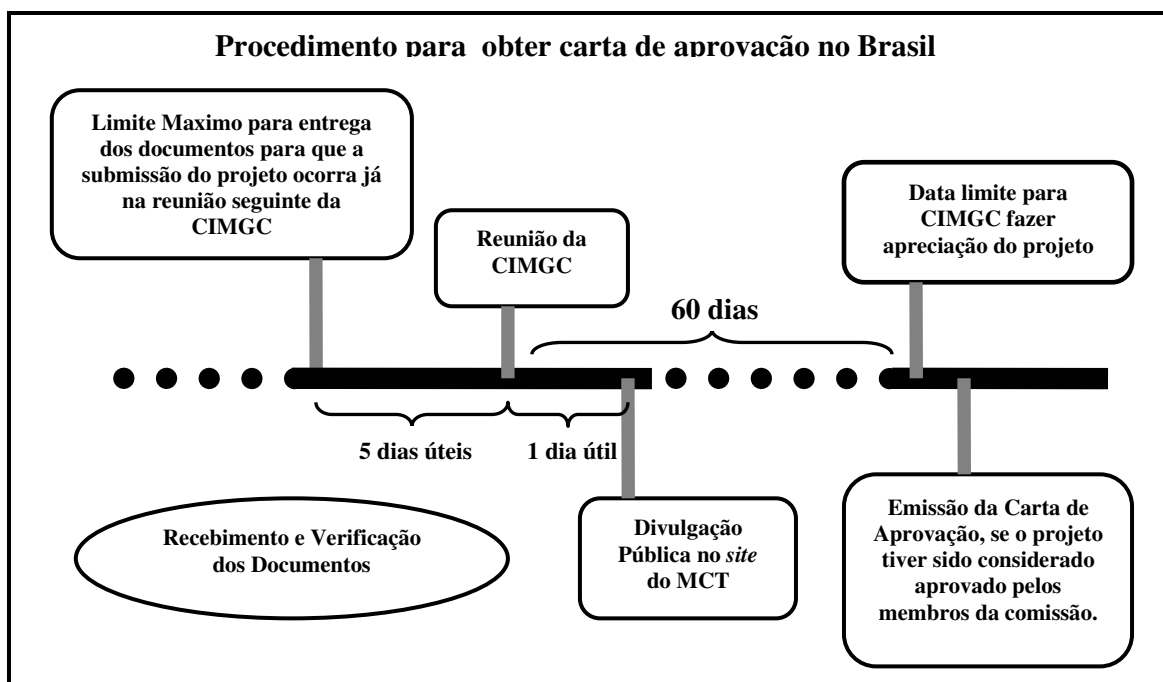 Procedimento para  obter carta de aprovação no Brasil
Limite Maximo para entrega
dos documentos para que a
submissão do projeto ocorra já
na reunião seguinte da
CIMGC
Reunião da
CIMGC
Data limite para
CIMGC fazer
apreciação do projeto
60 dias
5 dias úteis
1 dia útil
Recebimento e Verificação
dos Documentos
Divulgação
Pública no site
do MCT
Emissão da Carta de
Aprovação, se o projeto
tiver sido considerado
aprovado pelos
membros da comissão.